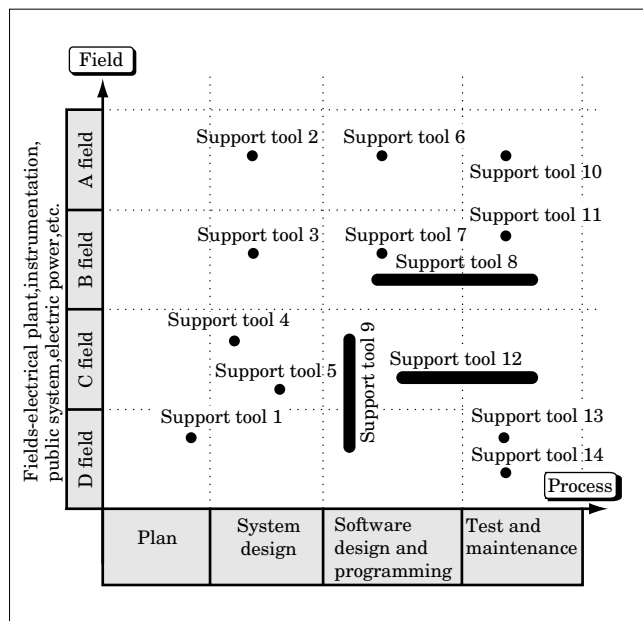 Field
Fields-electrical plant,instrumentation,
public system,electric power,etc.
A field
B field
C field
D field
Support tool 2
Support tool 6
Support tool 10
Support tool 11
Support tool 3
Support tool 7
Support tool 8
Support tool 4
Support tool 9
Support tool 5
Support tool 12
Support tool 1
Support tool 13
Support tool 14
Process
Plan
System
design
Software
design and
programming
Test and
maintenance